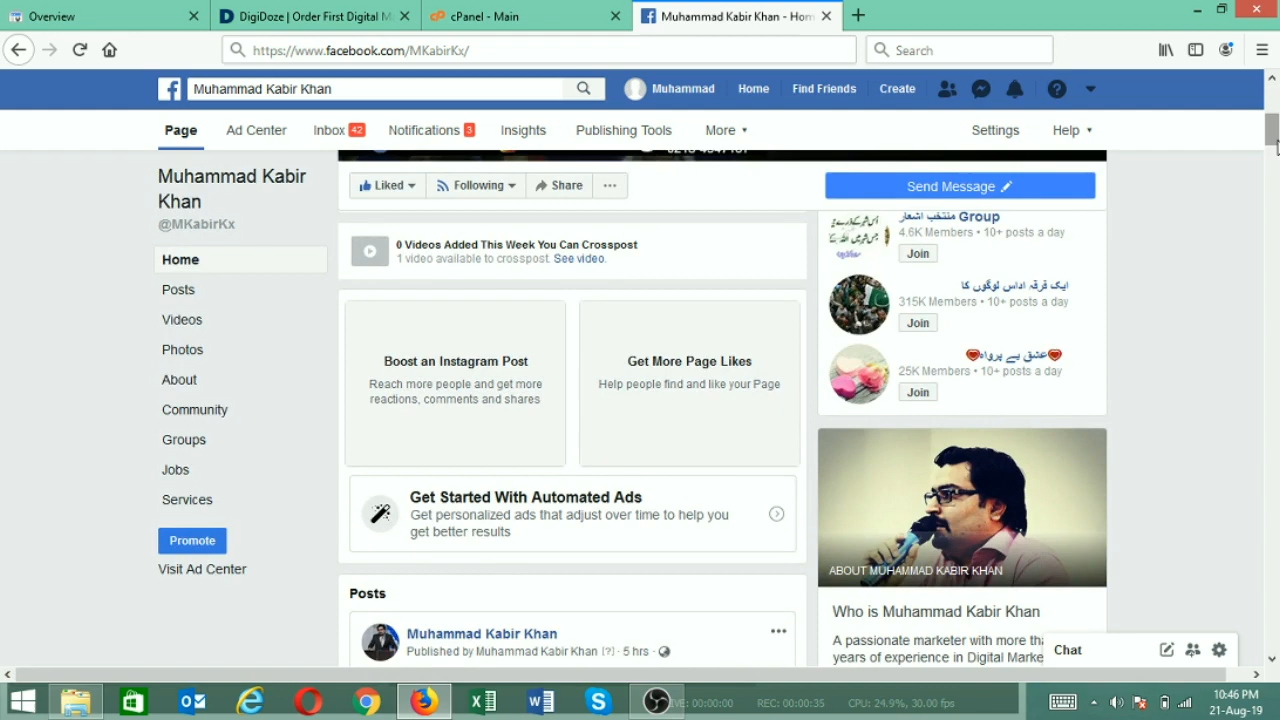 Overview
DigiDoze | Order First Digital M
cPanel - Main
Muhammad Kabir Khan - Hom
https://www.facebook.com/MKabirKx/
Search
Muhammad Kabir Khan
Muhammad
Home
Find Friends
Create
Page
Ad Center
Inbox 42
Notifications 3
Insights
Publishing Tools
More
Settings
Help
Muhammad Kabir
Khan
@MKabirKx
Home
Posts
Videos
Photos
About
Community
Groups
Jobs
Services
Promote
Visit Ad Center
Liked
Following
Share
Send Message
0 Videos Added This Week You Can Crosspost
1 video available to crosspost. See video.
Boost an Instagram Post
Reach more people and get more
reactions, comments and shares
Get More Page Likes
Help people find and like your Page
Get Started With Automated Ads
Get personalized ads that adjust over time to help you
get better results
Posts
Muhammad Kabir Khan
Published by Muhammad Kabir Khan [?] · 5 hrs ·
منتخب اشعار Group
4.6K Members • 10+ posts a day
Join
ایک فرقہ اداس لوگوں کا
315K Members • 10+ posts a day
Join
عشق بے پرواہ
25K Members • 10+ posts a day
Join
ABOUT MUHAMMAD KABIR KHAN
Who is Muhammad Kabir Khan
A passionate marketer with more tha
years of experience in Digital Marke
Chat
LIVE: 00:00:00
REC: 00:00:35
CPU: 24.9%, 30.00 fps
10:46 PM
21-Aug-19